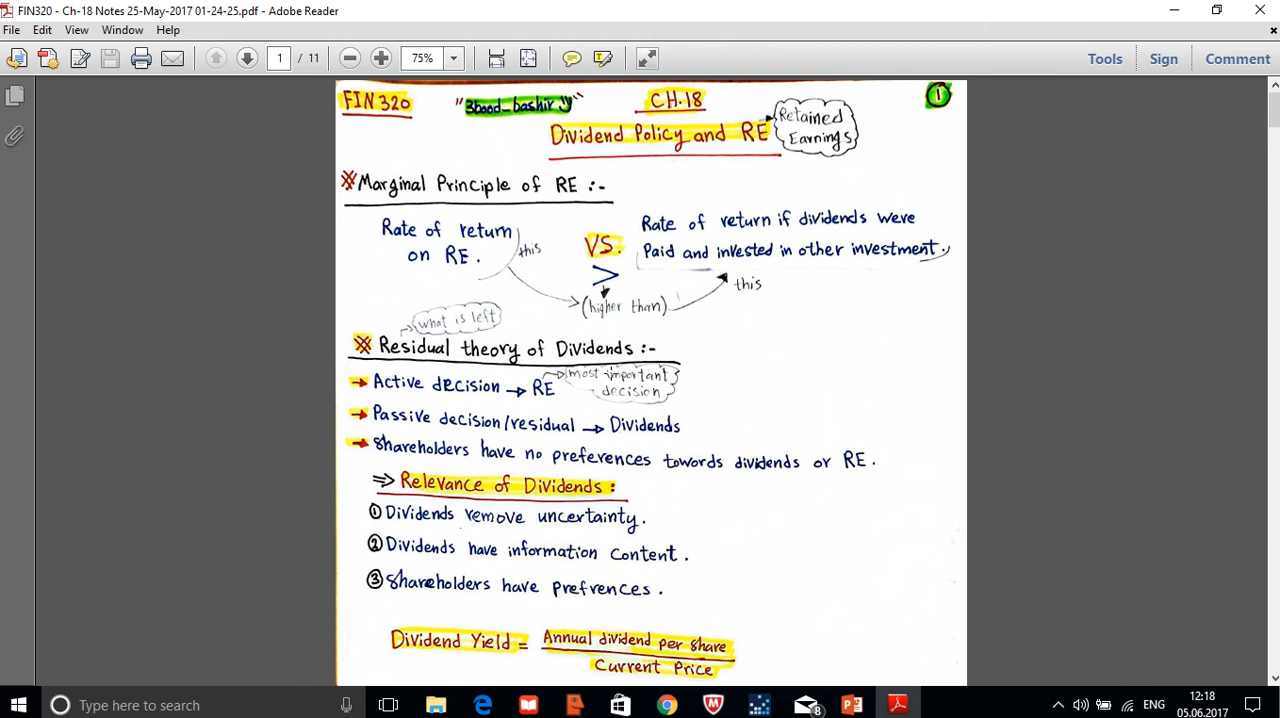 FIN320 - Ch-18 Notes 25-May-2017 01-24-25.pdf - Adobe Reader
File Edit View Window Help
1 / 11 75% Tools Sign Comment
FIN320 "3bood_bashir" CH.18 1
Dividend Policy and RE
Retained
Earnings
Marginal Principle of RE :-
Rate of return
on RE.
this
VS.
>
(higher than)
Rate of return if dividends were
Paid and invested in other investment.
this
what is left
Residual theory of Dividends :-
→ Active decision → RE
most important
decision
→ Passive decision/residual → Dividends
→ Shareholders have no preferences towards dividends or RE.
⇒ Relevance of Dividends :
① Dividends remove uncertainty.
② Dividends have information content.
③ Shareholders have prefrences.
Dividend Yield = Annual dividend per share
Current Price
Type here to search
8
ENG
12:18
05.06.2017